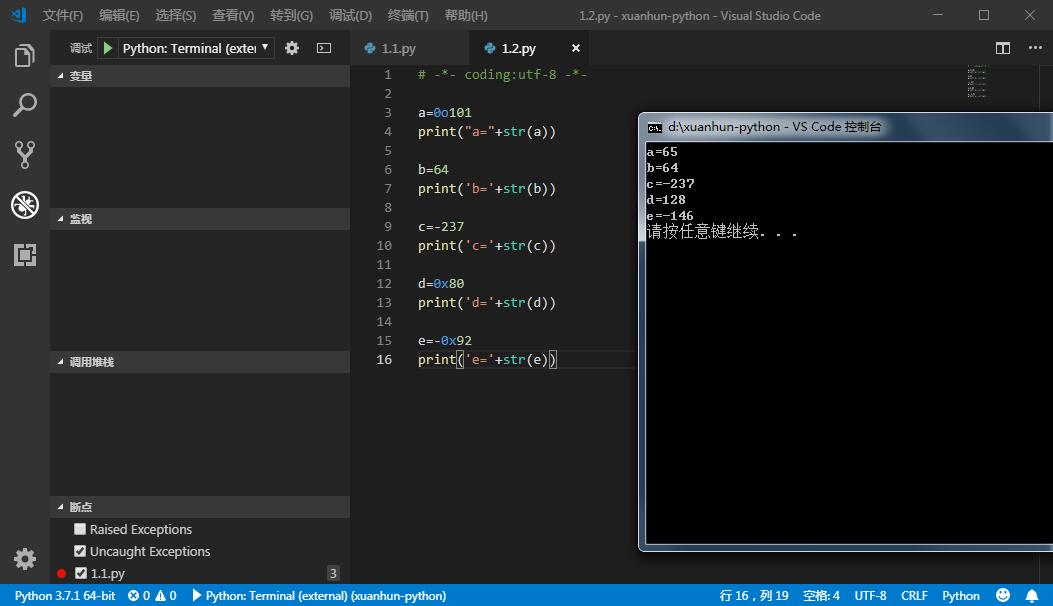 文件(F) 编辑(E) 选择(S) 查看(V) 转到(G) 调试(D) 终端(T) 帮助(H) 1.2.py - xuanhun-python - Visual Studio Code
调试 Python: Terminal (exter
1.1.py 1.2.py
变量
监视
调用堆栈
断点
Raised Exceptions
Uncaught Exceptions
1.1.py 3
1 # -*- coding:utf-8 -*-
2
3 a=0o101
4 print("a="+str(a))
5
6 b=64
7 print('b='+str(b))
8
9 c=-237
10 print('c='+str(c))
11
12 d=0x80
13 print('d='+str(d))
14
15 e=-0x92
16 print('e='+str(e))
C:\. d:\xuanhun-python - VS Code 控制台
a=65
b=64
c=-237
d=128
e=-146
请按任意键继续. . .
Python 3.7.1 64-bit 0 0 Python: Terminal (external) (xuanhun-python) 行 16，列 19 空格: 4 UTF-8 CRLF Python